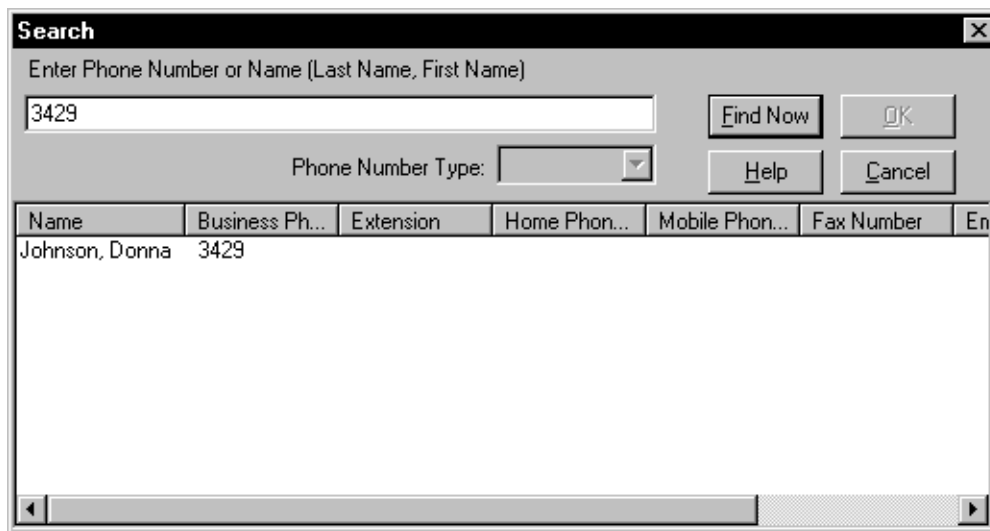 Search
Enter Phone Number or Name (Last Name, First Name)
3429
Find Now
OK
Phone Number Type:
Help
Cancel
Name Business Ph... Extension Home Phon... Mobile Phon... Fax Number En
Johnson, Donna 3429